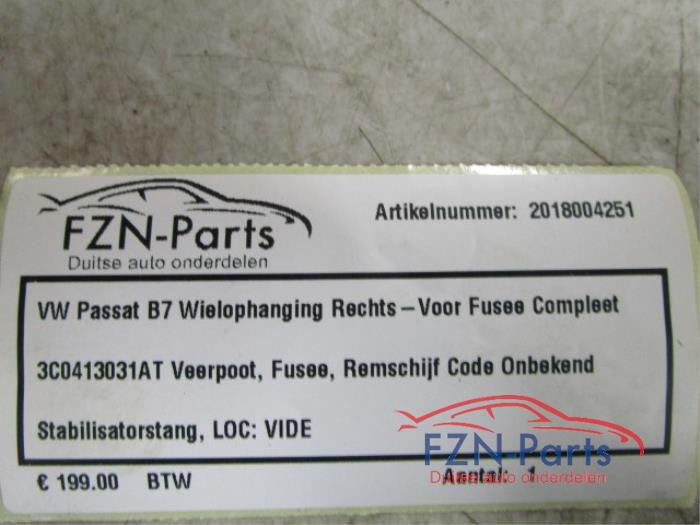 FZN-Parts
Duitse auto onderdelen
Artikelnummer: 2018004251
VW Passat B7 Wielophanging Rechts-Voor Fusee Compleet
3C0413031AT Veerpoot, Fusee, Remschijf Code Onbekend
Stabilisatorstang, LOC: VIDE
€ 199.00 BTW
Aantal: 1
FZN-Parts
Duitse auto onderdelen